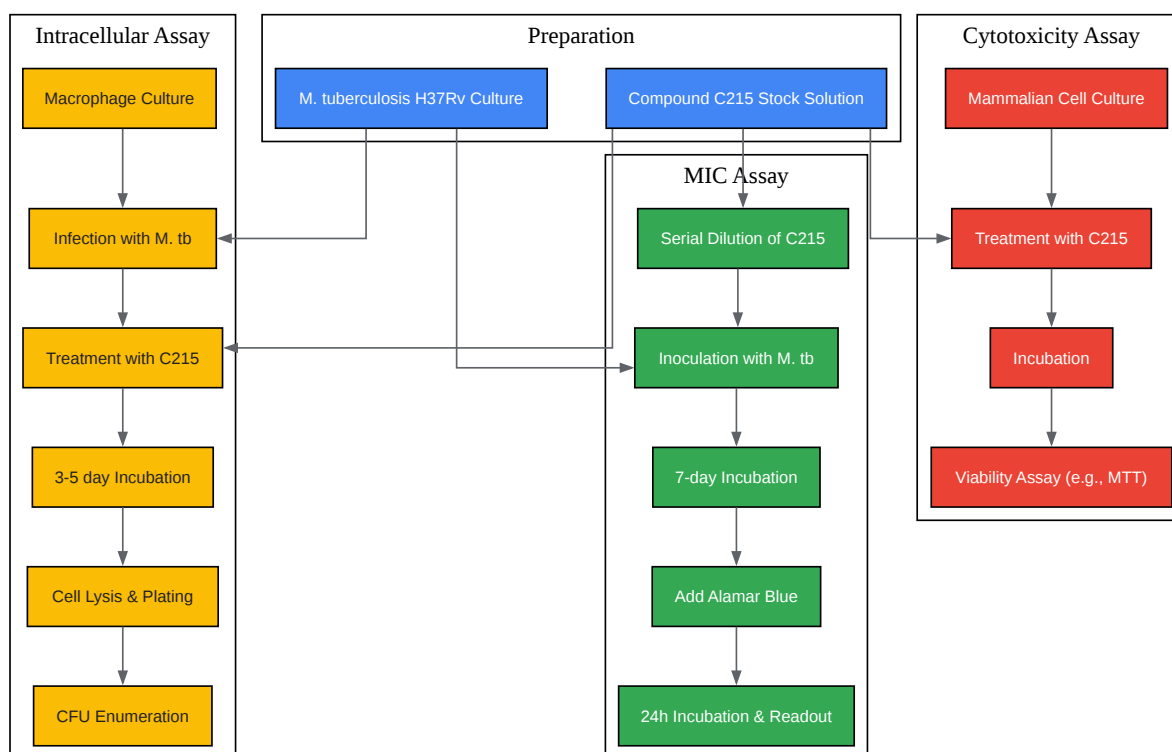 Intracellular Assay
Macrophage Culture
Infection with M. tb
Treatment with C215
3-5 day Incubation
Cell Lysis & Plating
CFU Enumeration
Preparation
M. tuberculosis H37Rv Culture
Compound C215 Stock Solution
MIC Assay
Serial Dilution of C215
Inoculation with M. tb
7-day Incubation
Add Alamar Blue
24h Incubation & Readout
Cytotoxicity Assay
Mammalian Cell Culture
Treatment with C215
Incubation
Viability Assay (e.g., MTT)